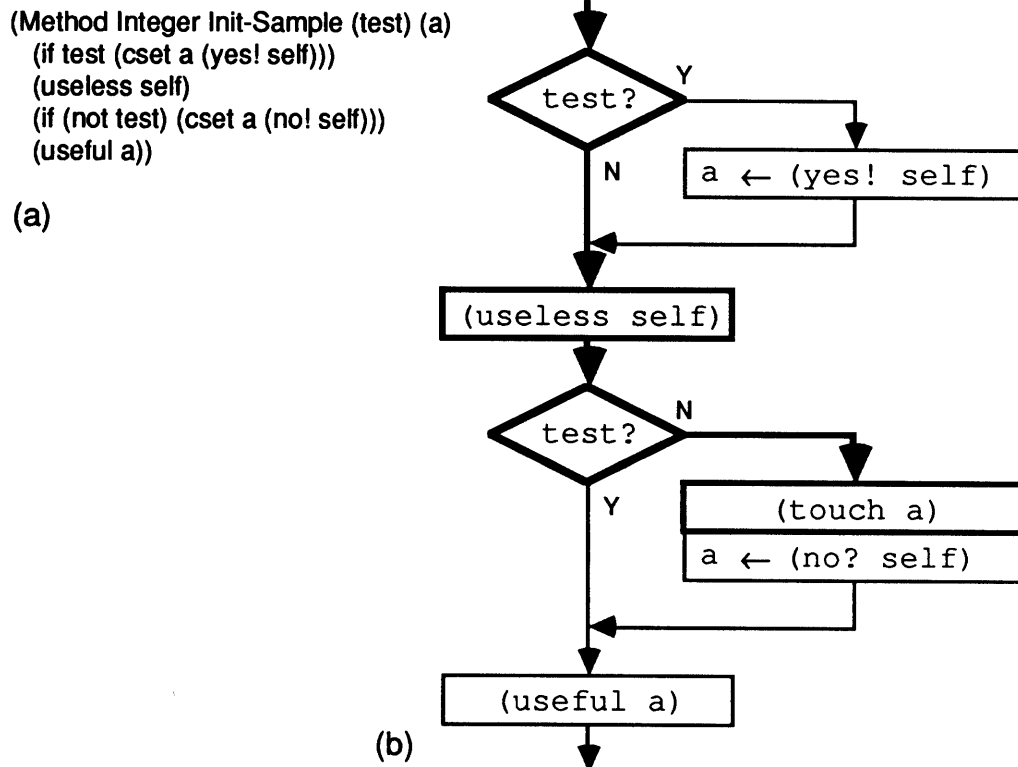 (Method Integer Init-Sample (test) (a)
(if test (cset a (yes! self)))
(useless self)
(if (not test) (cset a (no! self)))
(useful a))
(a)
test?
Y
N
a ← (yes! self)
(useless self)
test?
N
Y
(touch a)
a ← (no? self)
(useful a)
(b)